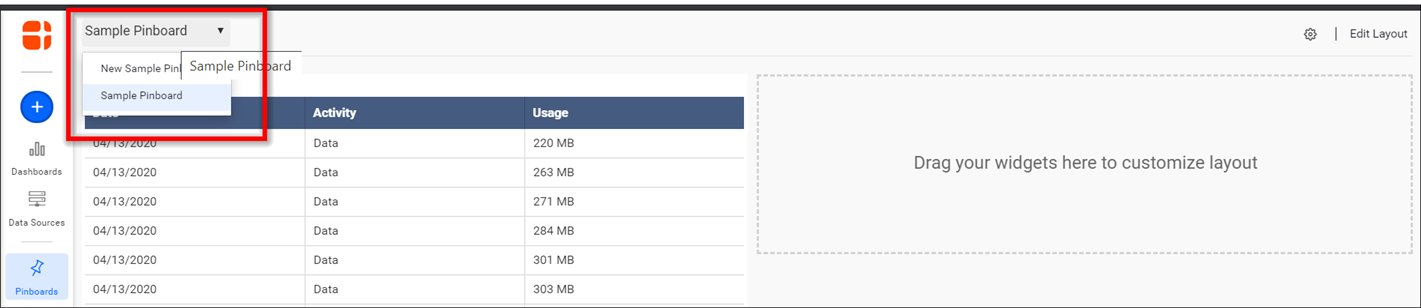 Sample Pinboard ▼
Edit Layout
New Sample Pin
Sample Pinboard
Sample Pinboard
Activity Usage
04/13/2020 Data 220 MB
04/13/2020 Data 263 MB
04/13/2020 Data 271 MB
04/13/2020 Data 284 MB
04/13/2020 Data 301 MB
04/13/2020 Data 303 MB
Drag your widgets here to customize layout
Dashboards
Data Sources
Pinboards